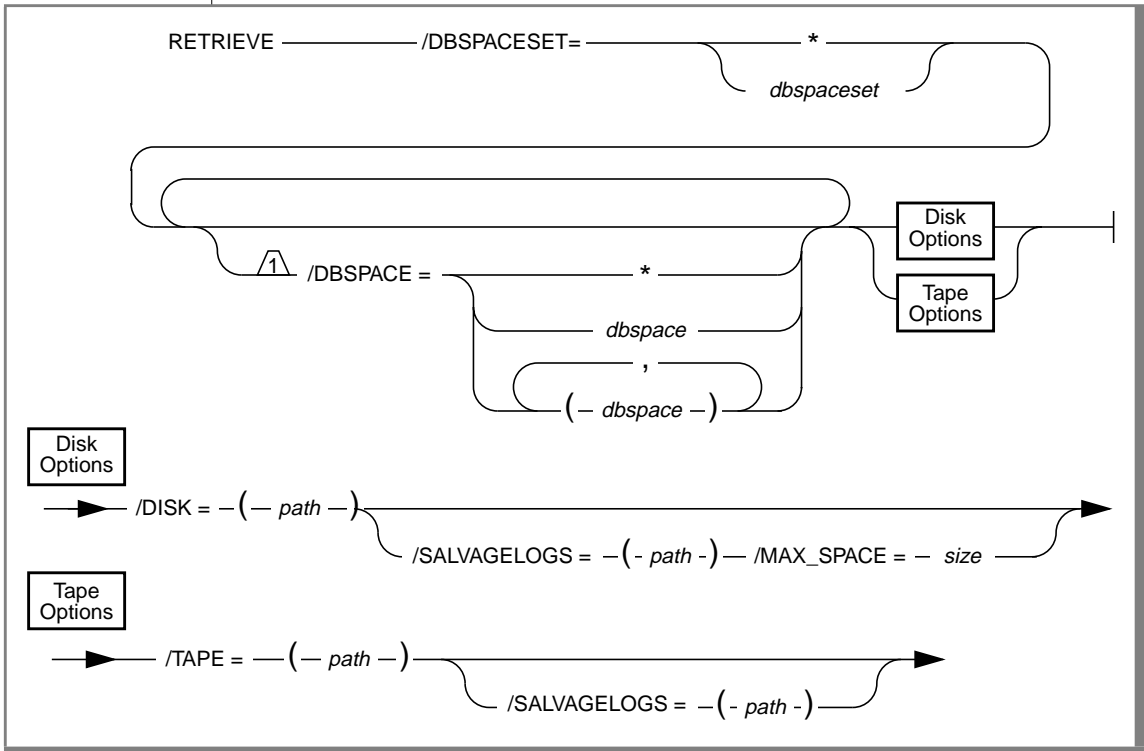 RETRIEVE /DBSPACESET= *
dbspaceset
Disk
Options
1 /DBSPACE = *
Tape
Options
dbspace
,
( dbspace )
Disk
Options
/DISK = ( path )
/SALVAGELOGS = ( path ) /MAX_SPACE = size
Tape
Options
/TAPE = ( path )
/SALVAGELOGS = ( path )